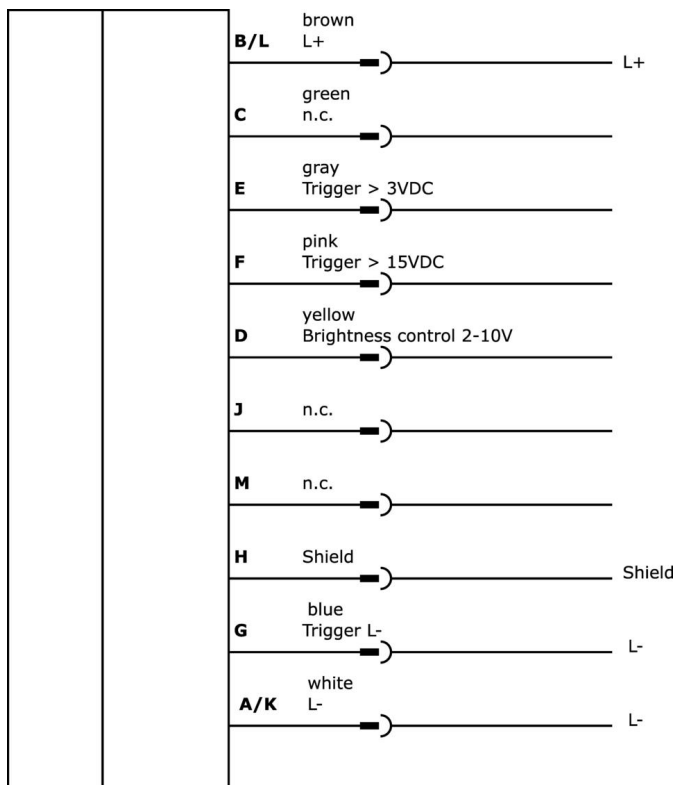 brown
B/L L+
L+
green
C n.c.
gray
E Trigger > 3VDC
pink
F Trigger > 15VDC
yellow
D Brightness control 2-10V
J n.c.
M n.c.
H Shield
Shield
blue
G Trigger L-
L-
white
A/K L-
L-